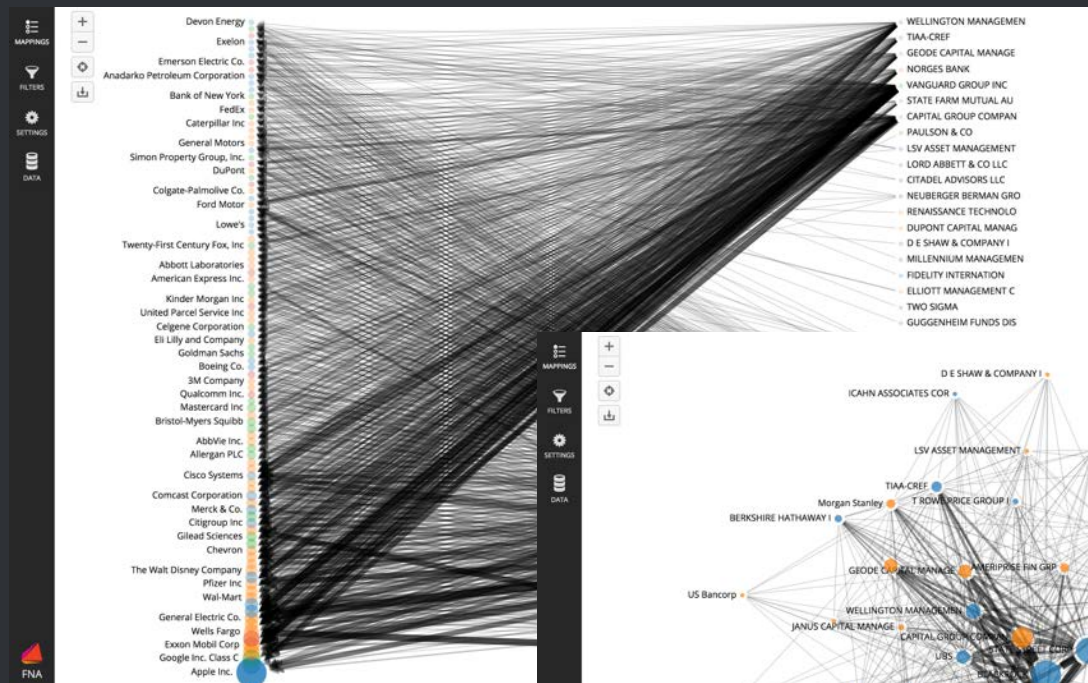 MAPPINGS
FILTERS
SETTINGS
DATA
FNA
+
−
Devon Energy
Exelon
Emerson Electric Co.
Anadarko Petroleum Corporation
Bank of New York
FedEx
Caterpillar Inc
General Motors
Simon Property Group, Inc.
DuPont
Colgate-Palmolive Co.
Ford Motor
Lowe's
Twenty-First Century Fox, Inc
Abbott Laboratories
American Express Inc.
Kinder Morgan Inc
United Parcel Service Inc
Celgene Corporation
Eli Lilly and Company
Goldman Sachs
Boeing Co.
3M Company
Qualcomm Inc.
Mastercard Inc
Bristol-Myers Squibb
AbbVie Inc.
Allergan PLC
Cisco Systems
Comcast Corporation
Merck & Co.
Citigroup Inc
Gilead Sciences
Chevron
The Walt Disney Company
Pfizer Inc
Wal-Mart
General Electric Co.
Wells Fargo
Exxon Mobil Corp
Google Inc. Class C
Apple Inc.
WELLINGTON MANAGEMEN
TIAA-CREF
GEODE CAPITAL MANAGE
NORGES BANK
VANGUARD GROUP INC
STATE FARM MUTUAL AU
CAPITAL GROUP COMPAN
PAULSON & CO
LSV ASSET MANAGEMENT
LORD ABBETT & CO LLC
CITADEL ADVISORS LLC
NEUBERGER BERMAN GRO
RENAISSANCE TECHNOLO
DUPONT CAPITAL MANAG
D E SHAW & COMPANY I
MILLENNIUM MANAGEMEN
FIDELITY INTERNATION
ELLIOTT MANAGEMENT C
TWO SIGMA
GUGGENHEIM FUNDS DIS
MAPPINGS
FILTERS
SETTINGS
DATA
+
−
D E SHAW & COMPANY I
ICAHN ASSOCIATES COR
LSV ASSET MANAGEMENT
TIAA-CREF
T ROWE PRICE GROUP I
Morgan Stanley
BERKSHIRE HATHAWAY I
GEODE CAPITAL MANAGE
AMERIPRISE FIN GRP
US Bancorp
WELLINGTON MANAGEMEN
JANUS CAPITAL MANAGE
CAPITAL GROUP COMPAN
UBS